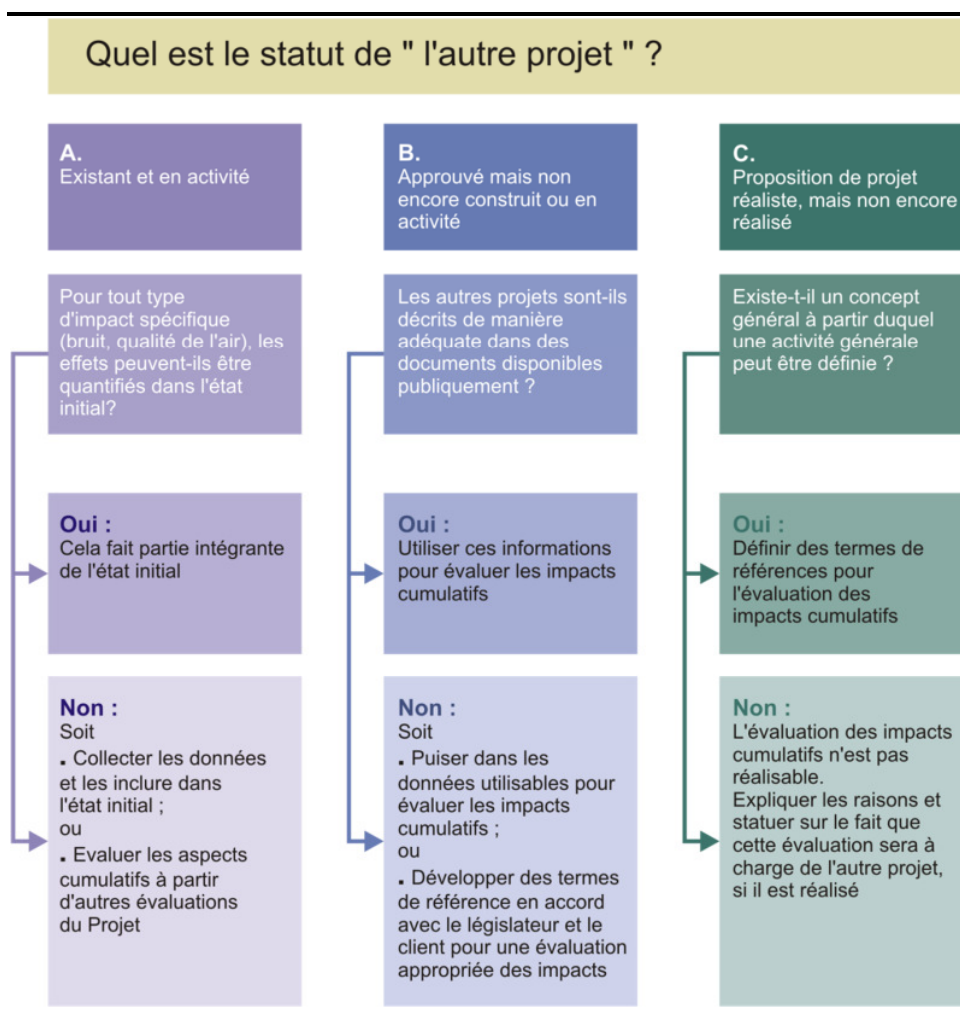 Quel est le statut de " l'autre projet " ?
A.
Existant et en activité
Pour tout type
d'impact spécifique
(bruit, qualité de l'air), les
effets peuvent-ils être
quantifiés dans l'état
initial?
Oui :
Cela fait partie intégrante
de l'état initial
Non :
Soit
. Collecter les données
et les inclure dans
l'état initial ;
ou
. Evaluer les aspects
cumulatifs à partir
d'autres évaluations
du Projet
B.
Approuvé mais non
encore construit ou en
activité
Les autres projets sont-ils
décrits de manière
adéquate dans des
documents disponibles
publiquement ?
Oui :
Utiliser ces informations
pour évaluer les impacts
cumulatifs
Non :
Soit
. Puiser dans les
données utilisables pour
évaluer les impacts
cumulatifs ;
ou
. Développer des termes
de référence en accord
avec le législateur et le
client pour une évaluation
appropriée des impacts
C.
Proposition de projet
réaliste, mais non encore
réalisé
Existe-t-il un concept
général à partir duquel
une activité générale
peut être définie ?
Oui :
Définir des termes de
références pour
l'évaluation des
impacts cumulatifs
Non :
L'évaluation des impacts
cumulatifs n'est pas
réalisable.
Expliquer les raisons et
statuer sur le fait que
cette évaluation sera à
charge de l'autre projet,
si il est réalisé